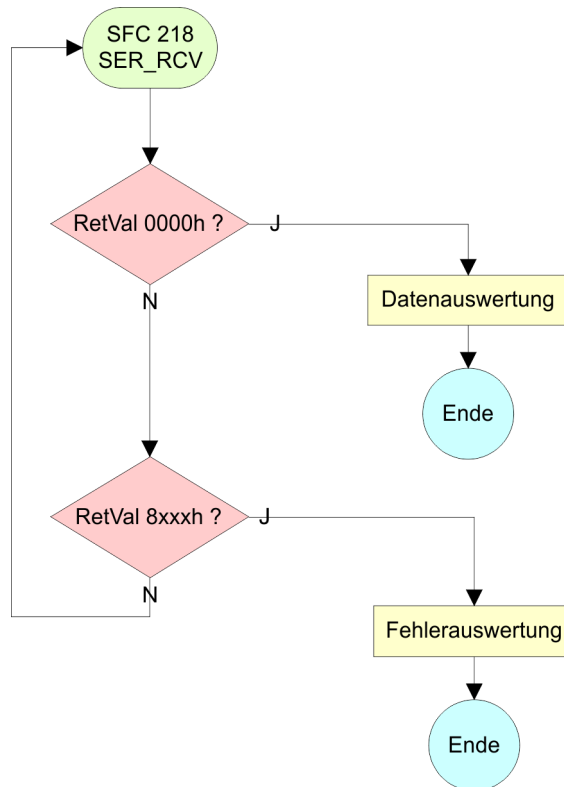 SFC 218
SER_RCV
RetVal 0000h ?
J
N
Datenauswertung
Ende
RetVal 8xxxh ?
J
N
Fehlerauswertung
Ende